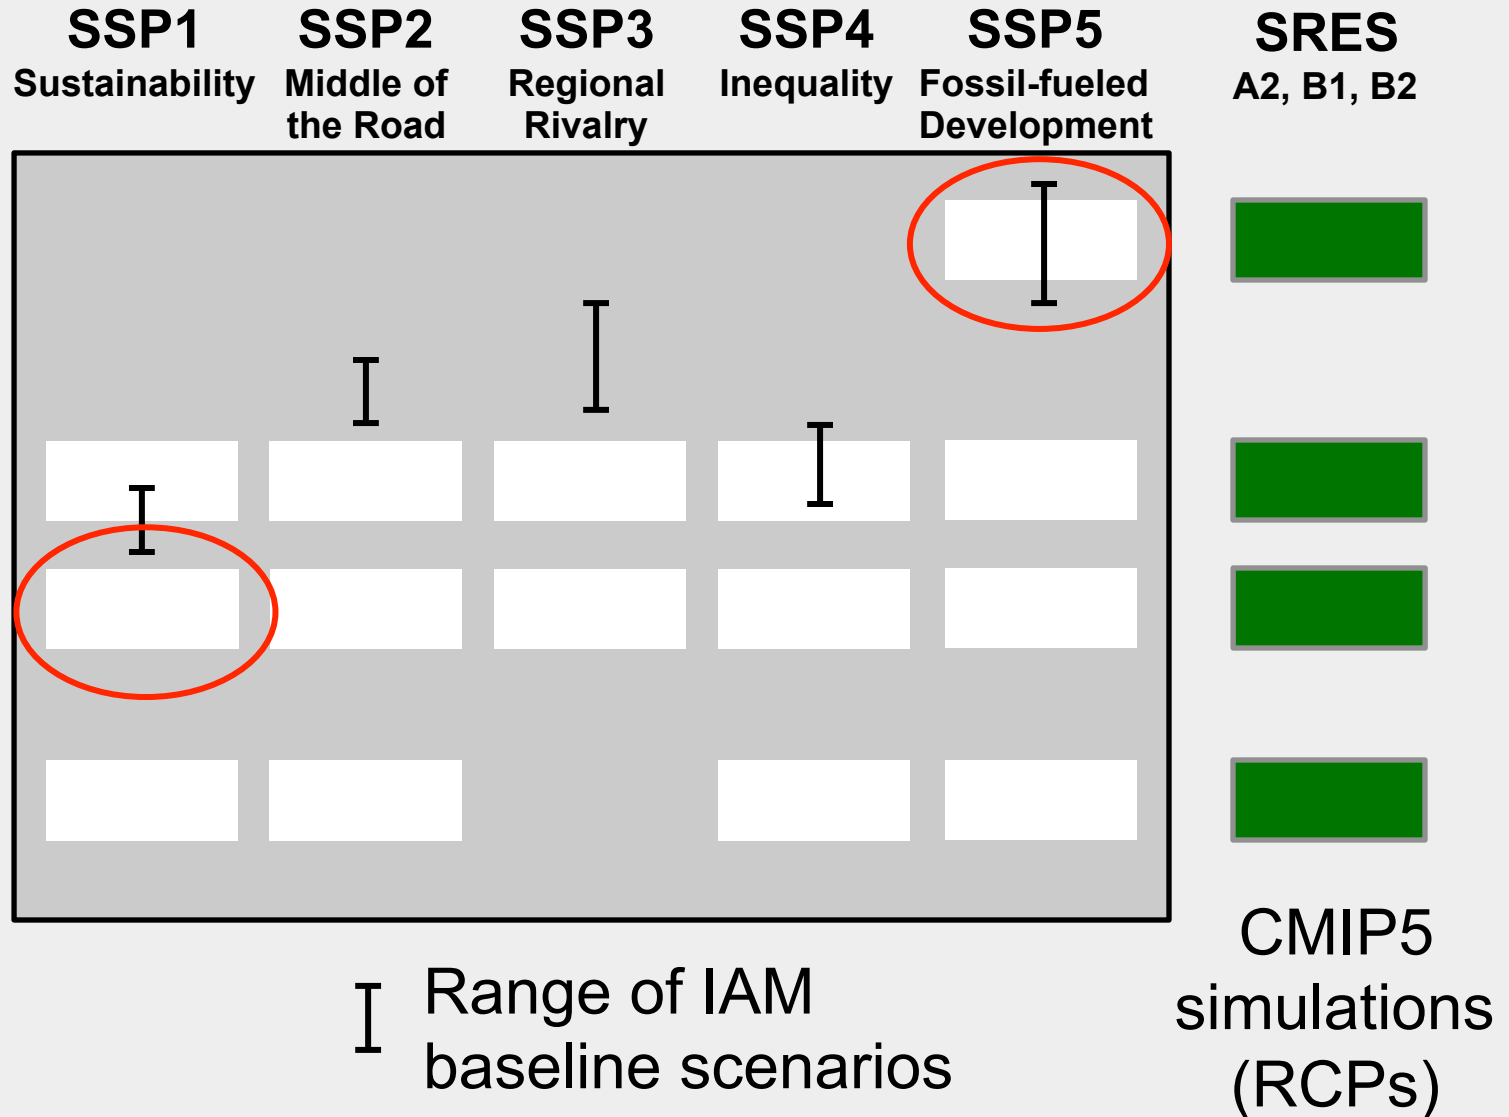 SSP1 SSP2 SSP3 SSP4 SSP5 SRES
Sustainability Middle of Regional Inequality Fossil-fueled A2, B1, B2
the Road Rivalry Development
Range of IAM
baseline scenarios
CMIP5
simulations
(RCPs)